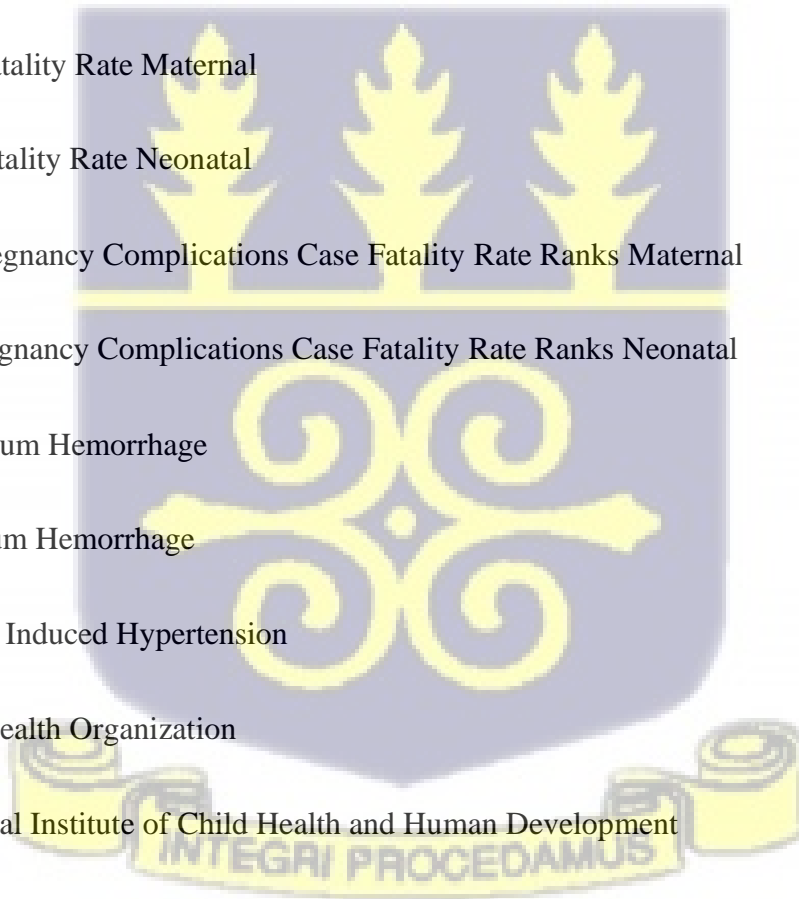 tality Rate Maternal
tality Rate Neonatal
egnancy Complications Case Fatality Rate Ranks Maternal
gnancy Complications Case Fatality Rate Ranks Neonatal
um Hemorrhage
um Hemorrhage
Induced Hypertension
ealth Organization
al Institute of Child Health and Human Development
INTEGRI PROCEDAMUS